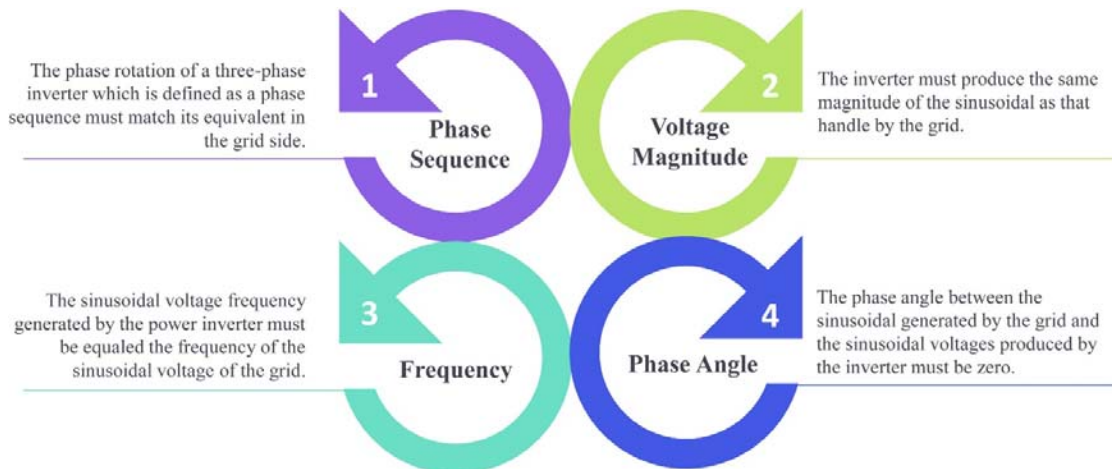 The phase rotation of a three-phase
inverter which is defined as a phase
sequence must match its equivalent in
the grid side.
1
Phase
Sequence
2
Voltage
Magnitude
The inverter must produce the same
magnitude of the sinusoidal as that
handle by the grid.
The sinusoidal voltage frequency
generated by the power inverter must
be equaled the frequency of the
sinusoidal voltage of the grid.
3
Frequency
4
Phase Angle
The phase angle between the
sinusoidal generated by the grid and
the sinusoidal voltages produced by
the inverter must be zero.